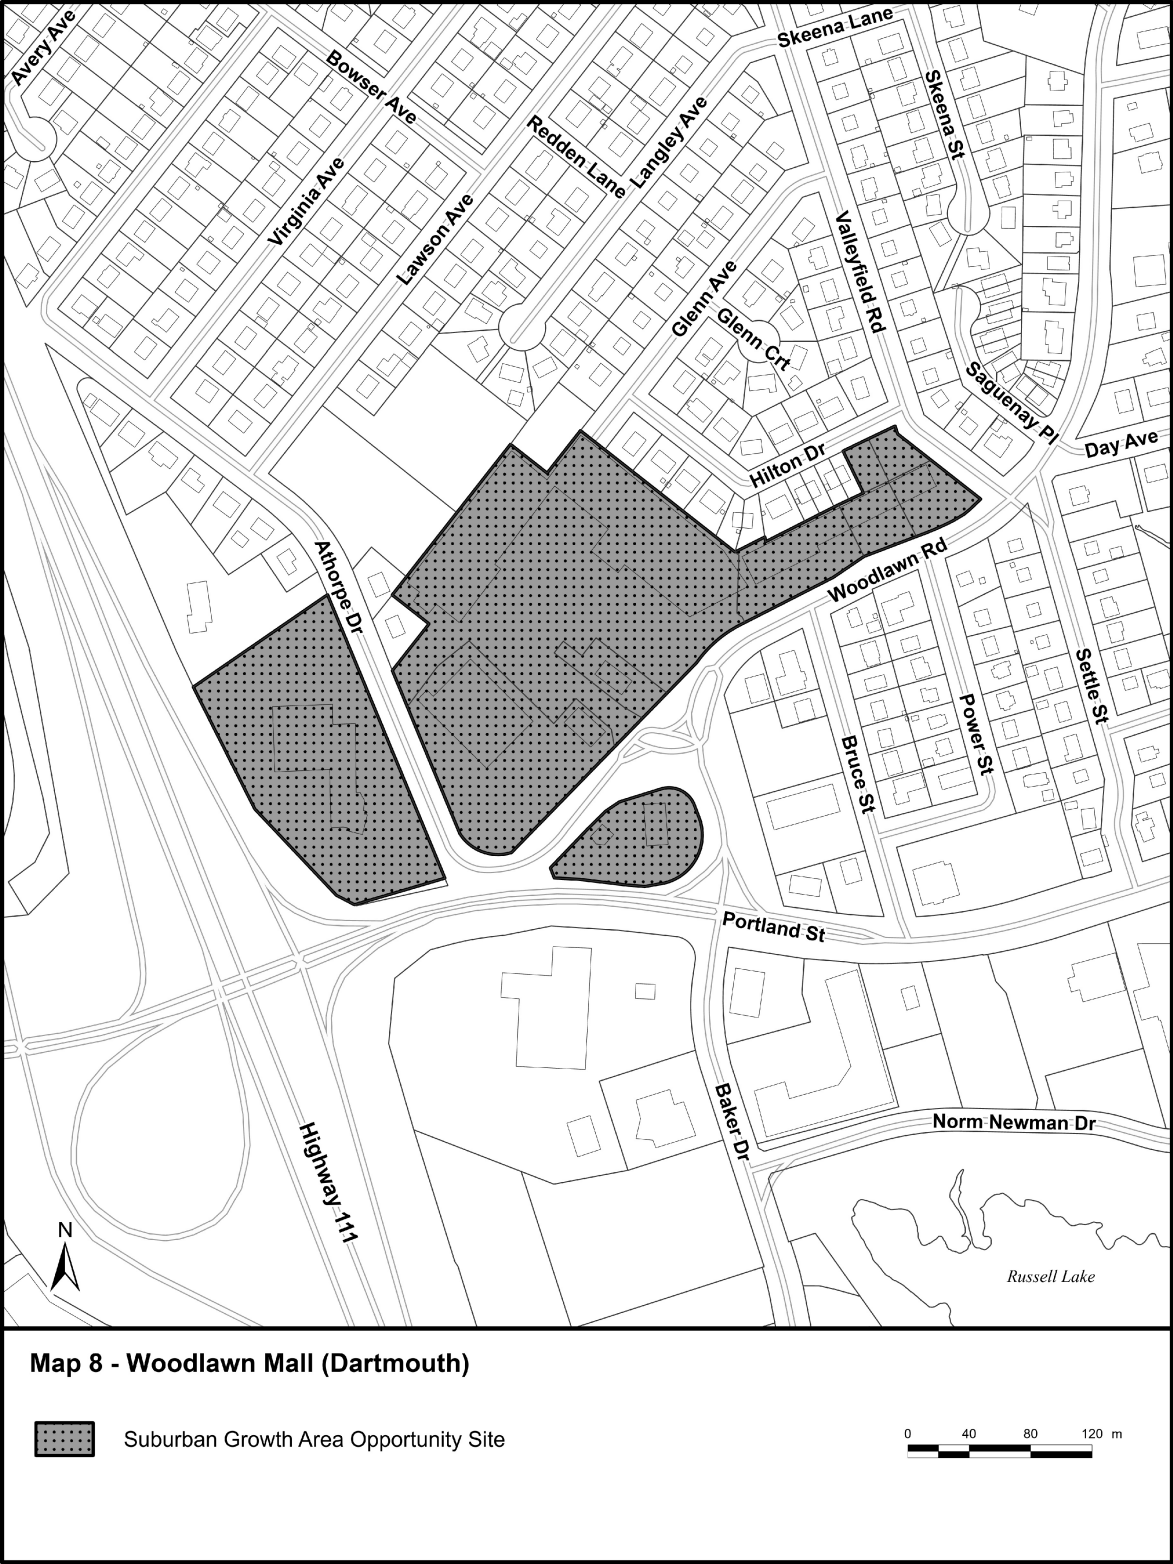 Avery Ave
Bowser Ave
Skeena Lane
Skeena St
Redden Lane
Langley Ave
Virginia Ave
Lawson Ave
Valleyfield Rd
Glenn Ave
Glenn Crt
Saguenay Pl
Day Ave
Hilton Dr
Athorpe Dr
Woodlawn Rd
Settle St
Power St
Bruce St
Portland St
Baker Dr
Norm Newman Dr
Highway 111
N
Russell Lake
Map 8 - Woodlawn Mall (Dartmouth)
Suburban Growth Area Opportunity Site
0 40 80 120 m